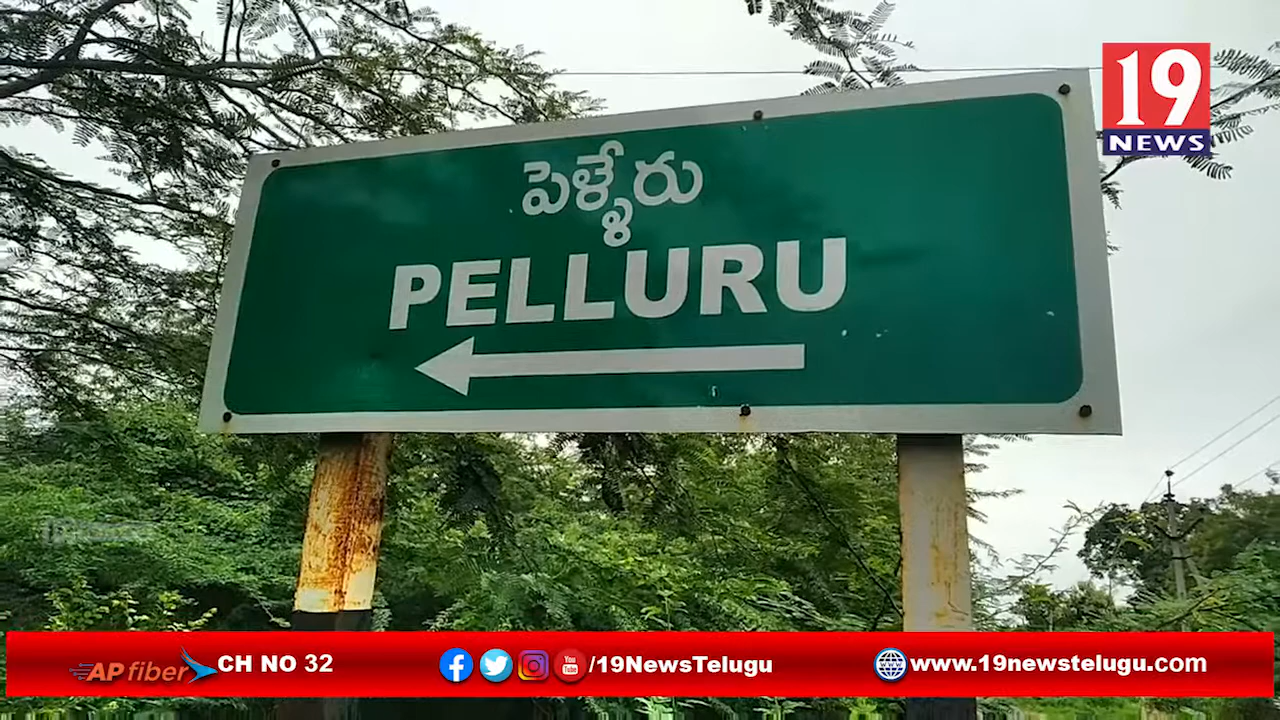 19
NEWS
పెళ్ళేరు
PELLURU
AP fiber CH NO 32 /19NewsTelugu www.19newstelugu.com